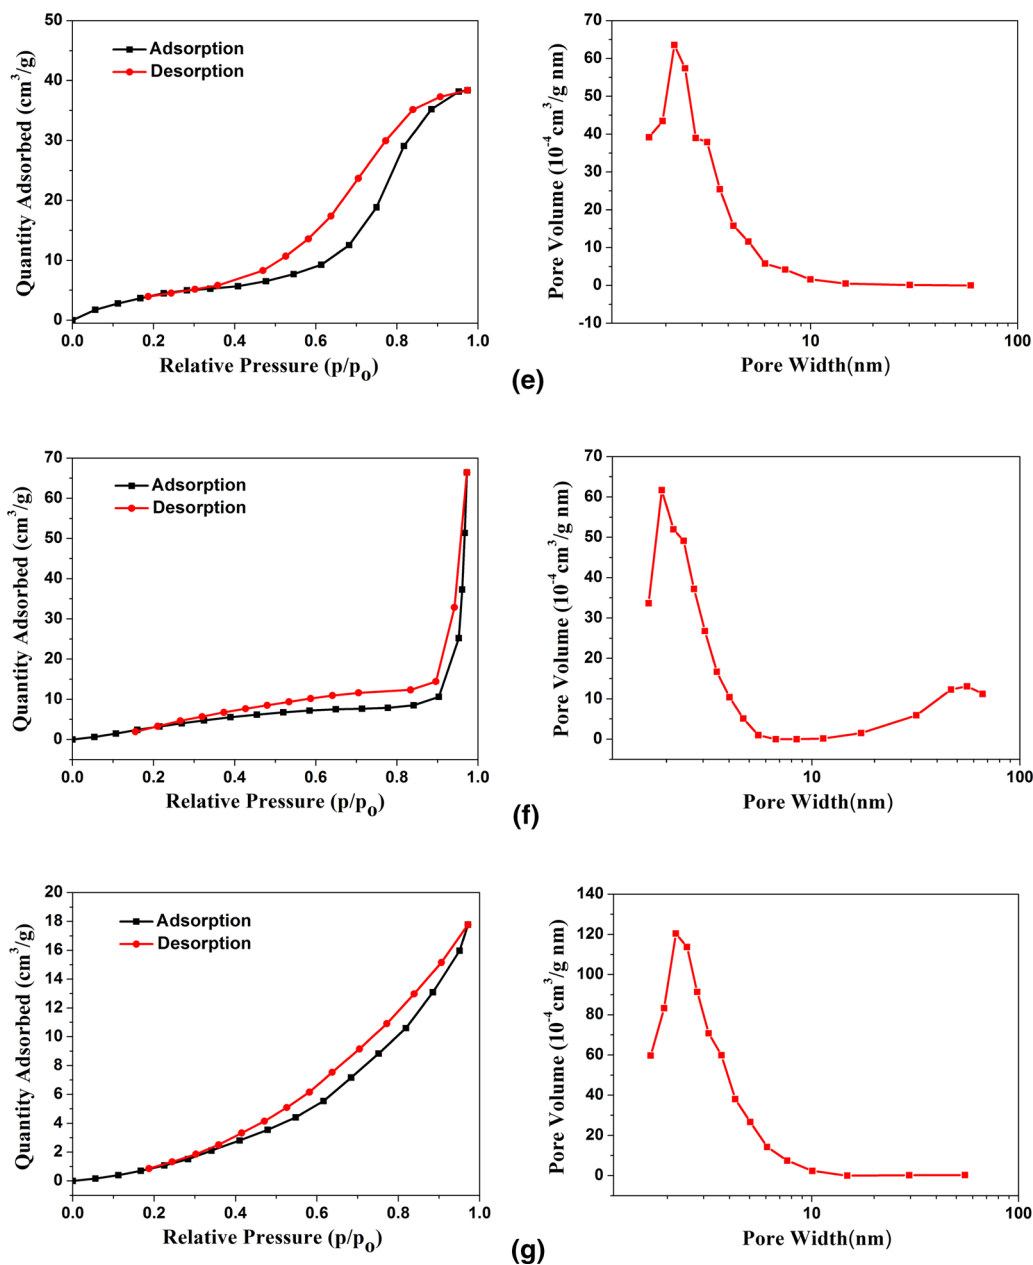 50
40
30
20
10
0
Quantity Adsorbed (cm³/g)
Adsorption
Desorption
0.0 0.2 0.4 0.6 0.8 1.0
Relative Pressure (p/pₒ)
70
60
50
40
30
20
10
0
-10
Pore Volume (10⁻⁴cm³/g nm)
10 100
Pore Width(nm)
(e)
70
60
50
40
30
20
10
0
Quantity Adsorbed (cm³/g)
Adsorption
Desorption
0.0 0.2 0.4 0.6 0.8 1.0
Relative Pressure (p/pₒ)
70
60
50
40
30
20
10
0
Pore Volume (10⁻⁴cm³/g nm)
10 100
Pore Width(nm)
(f)
20
18
16
14
12
10
8
6
4
2
0
Quantity Adsorbed (cm³/g)
Adsorption
Desorption
0.0 0.2 0.4 0.6 0.8 1.0
Relative Pressure (p/pₒ)
140
120
100
80
60
40
20
0
Pore Volume (10⁻⁴cm³/g nm)
10 100
Pore Width(nm)
(g)